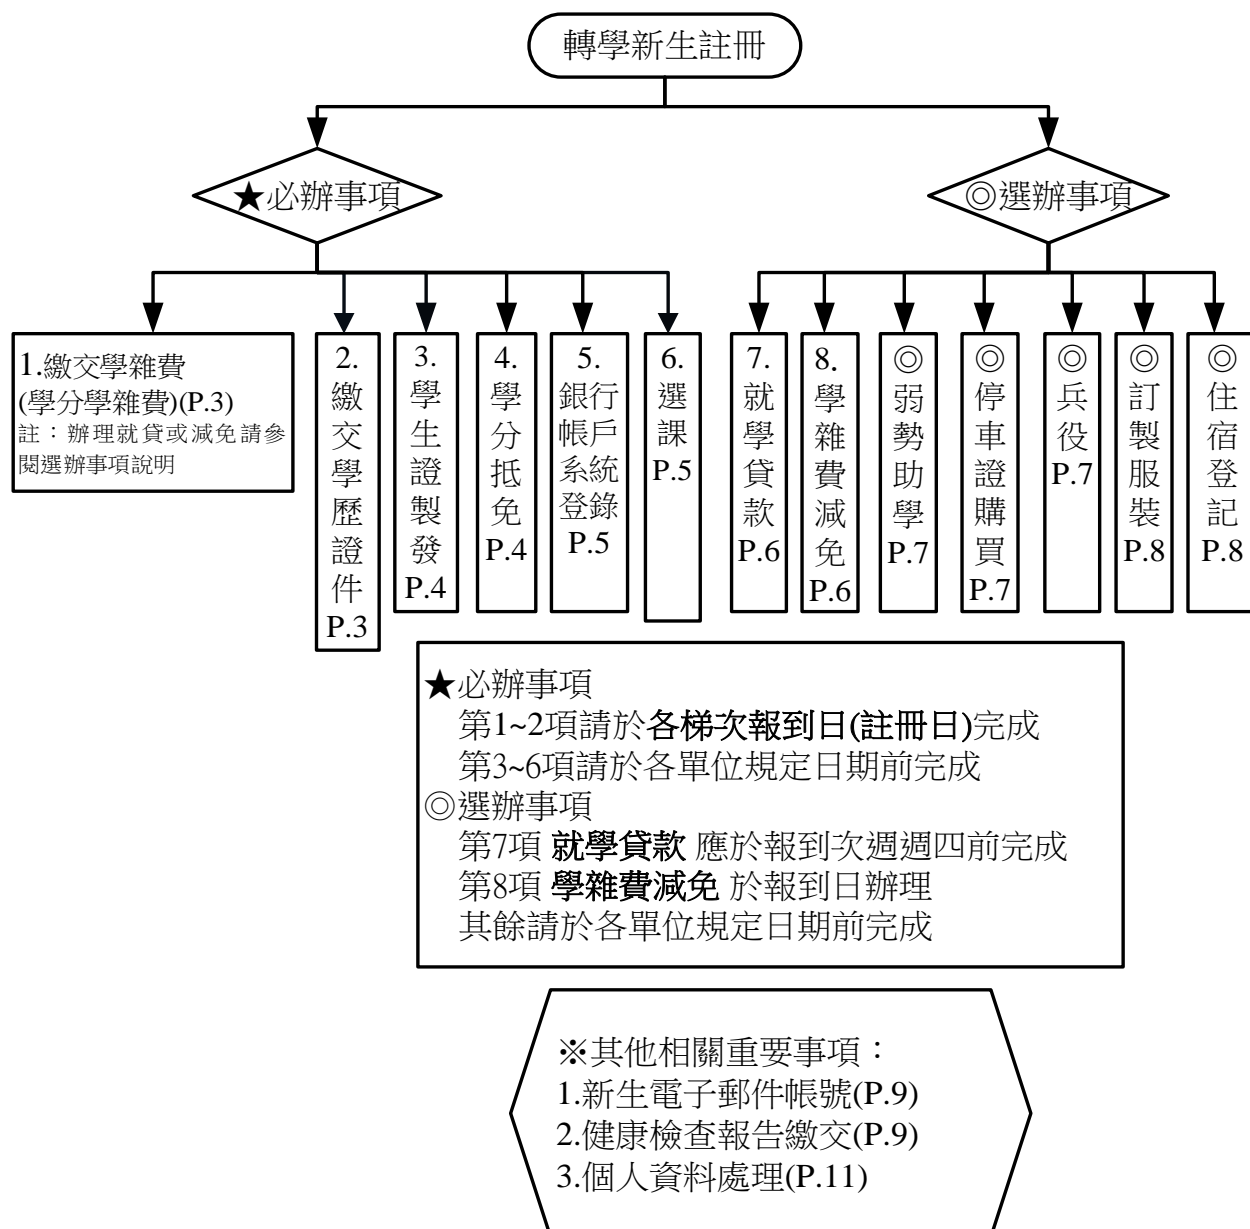 轉學新生註冊
★必辦事項
◎選辦事項
1.繳交學雜費
(學分學雜費)(P.3)
註：辦理就貸或減免請參
閱選辦事項說明
2.
繳
交
學
歷
證
件
P.3
3.
學
生
證
製
發
P.4
4.
學
分
抵
免
P.4
5.
銀行
帳戶
系統
登錄
P.5
6.
選
課
P.5
7.
就
學
貸
款
P.6
8.
學
雜
費
減
免
P.6
◎
弱
勢
助
學
P.7
◎
停
車
證
購
買
P.7
◎
兵
役
P.7
◎
訂
製
服
裝
P.8
◎
住
宿
登
記
P.8
★必辦事項
第1~2項請於各梯次報到日(註冊日)完成
第3~6項請於各單位規定日期前完成
◎選辦事項
第7項 就學貸款 應於報到次週週四前完成
第8項 學雜費減免 於報到日辦理
其餘請於各單位規定日期前完成
※其他相關重要事項：
1.新生電子郵件帳號(P.9)
2.健康檢查報告繳交(P.9)
3.個人資料處理(P.11)